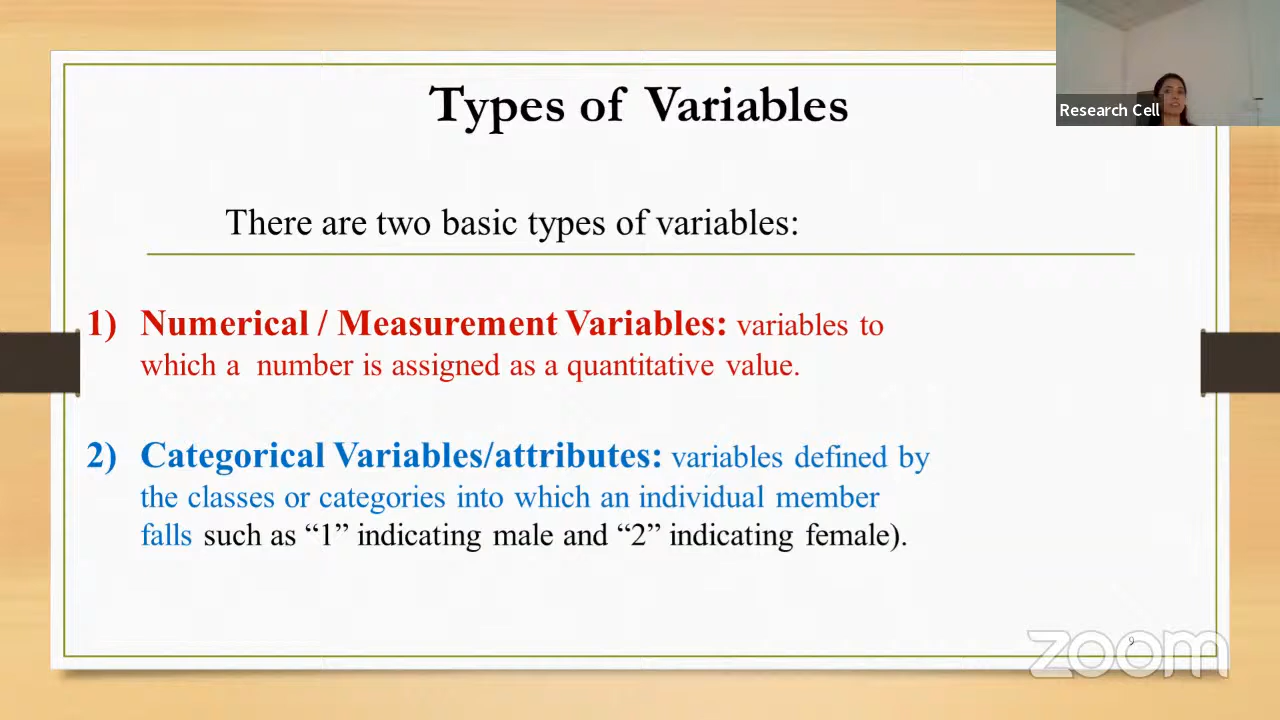 Types of Variables
Research Cell
There are two basic types of variables:
1) Numerical / Measurement Variables: variables to
which a number is assigned as a quantitative value.
2) Categorical Variables/attributes: variables defined by
the classes or categories into which an individual member
falls such as “1” indicating male and “2” indicating female).
9
zoom